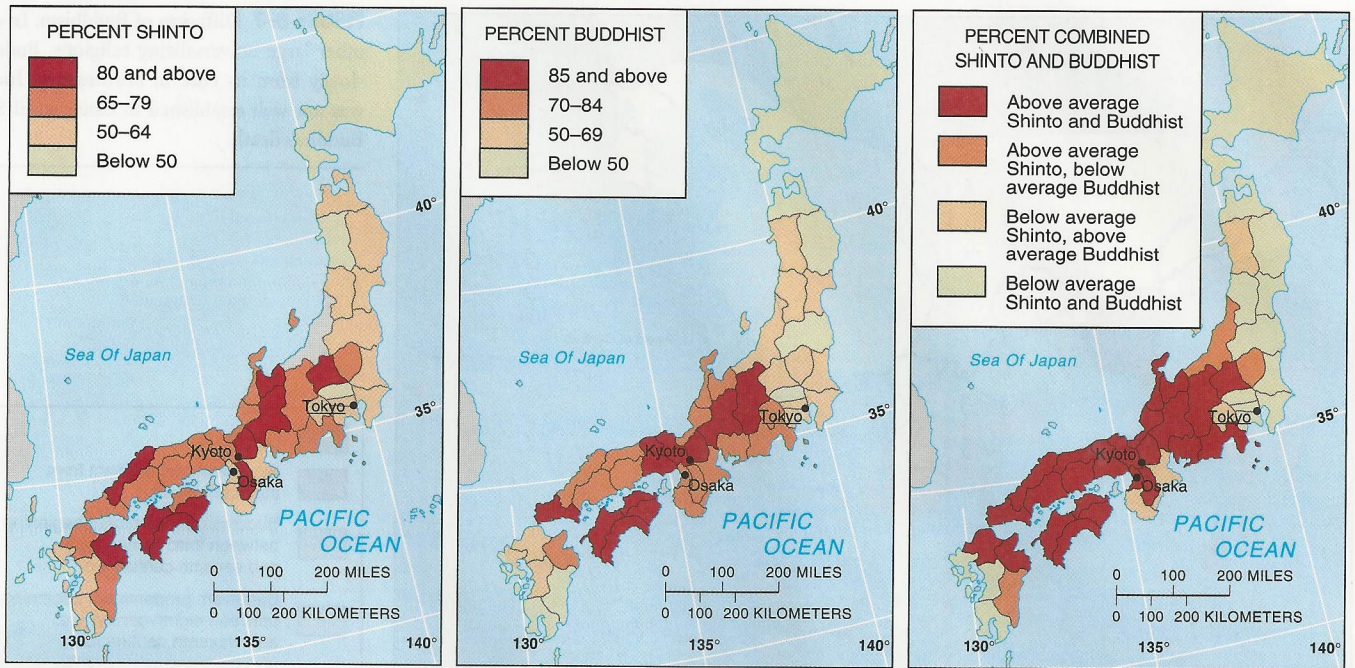 PERCENT SHINTO
80 and above
65–79
50–64
Below 50
40°
Sea Of Japan
Tokyo
35°
Kyoto
Osaka
PACIFIC
OCEAN
0 100 200 MILES
0 100 200 KILOMETERS
130°
135°
140°
PERCENT BUDDHIST
85 and above
70–84
50–69
Below 50
40°
Sea Of Japan
Tokyo
35°
Kyoto
Osaka
PACIFIC
OCEAN
0 100 200 MILES
0 100 200 KILOMETERS
130°
135°
140°
PERCENT COMBINED
SHINTO AND BUDDHIST
Above average
Shinto and Buddhist
Above average
Shinto, below
average Buddhist
Below average
Shinto, above
average Buddhist
Below average
Shinto and Buddhist
40°
Sea Of Japan
Tokyo
35°
Kyoto
Osaka
PACIFIC
OCEAN
0 100 200 MILES
0 100 200 KILOMETERS
130°
135°
140°